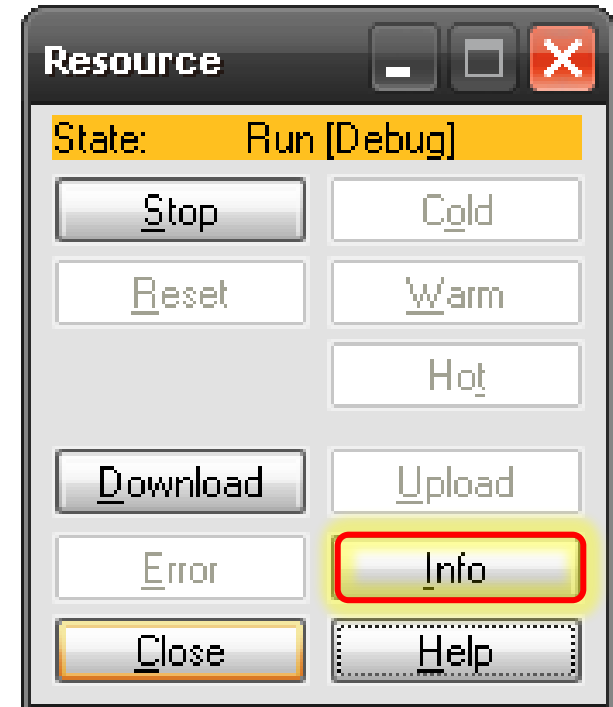 Resource
State: Run [Debug]
Stop Cold
Reset Warm
Hot
Download Upload
Error Info
Close Help